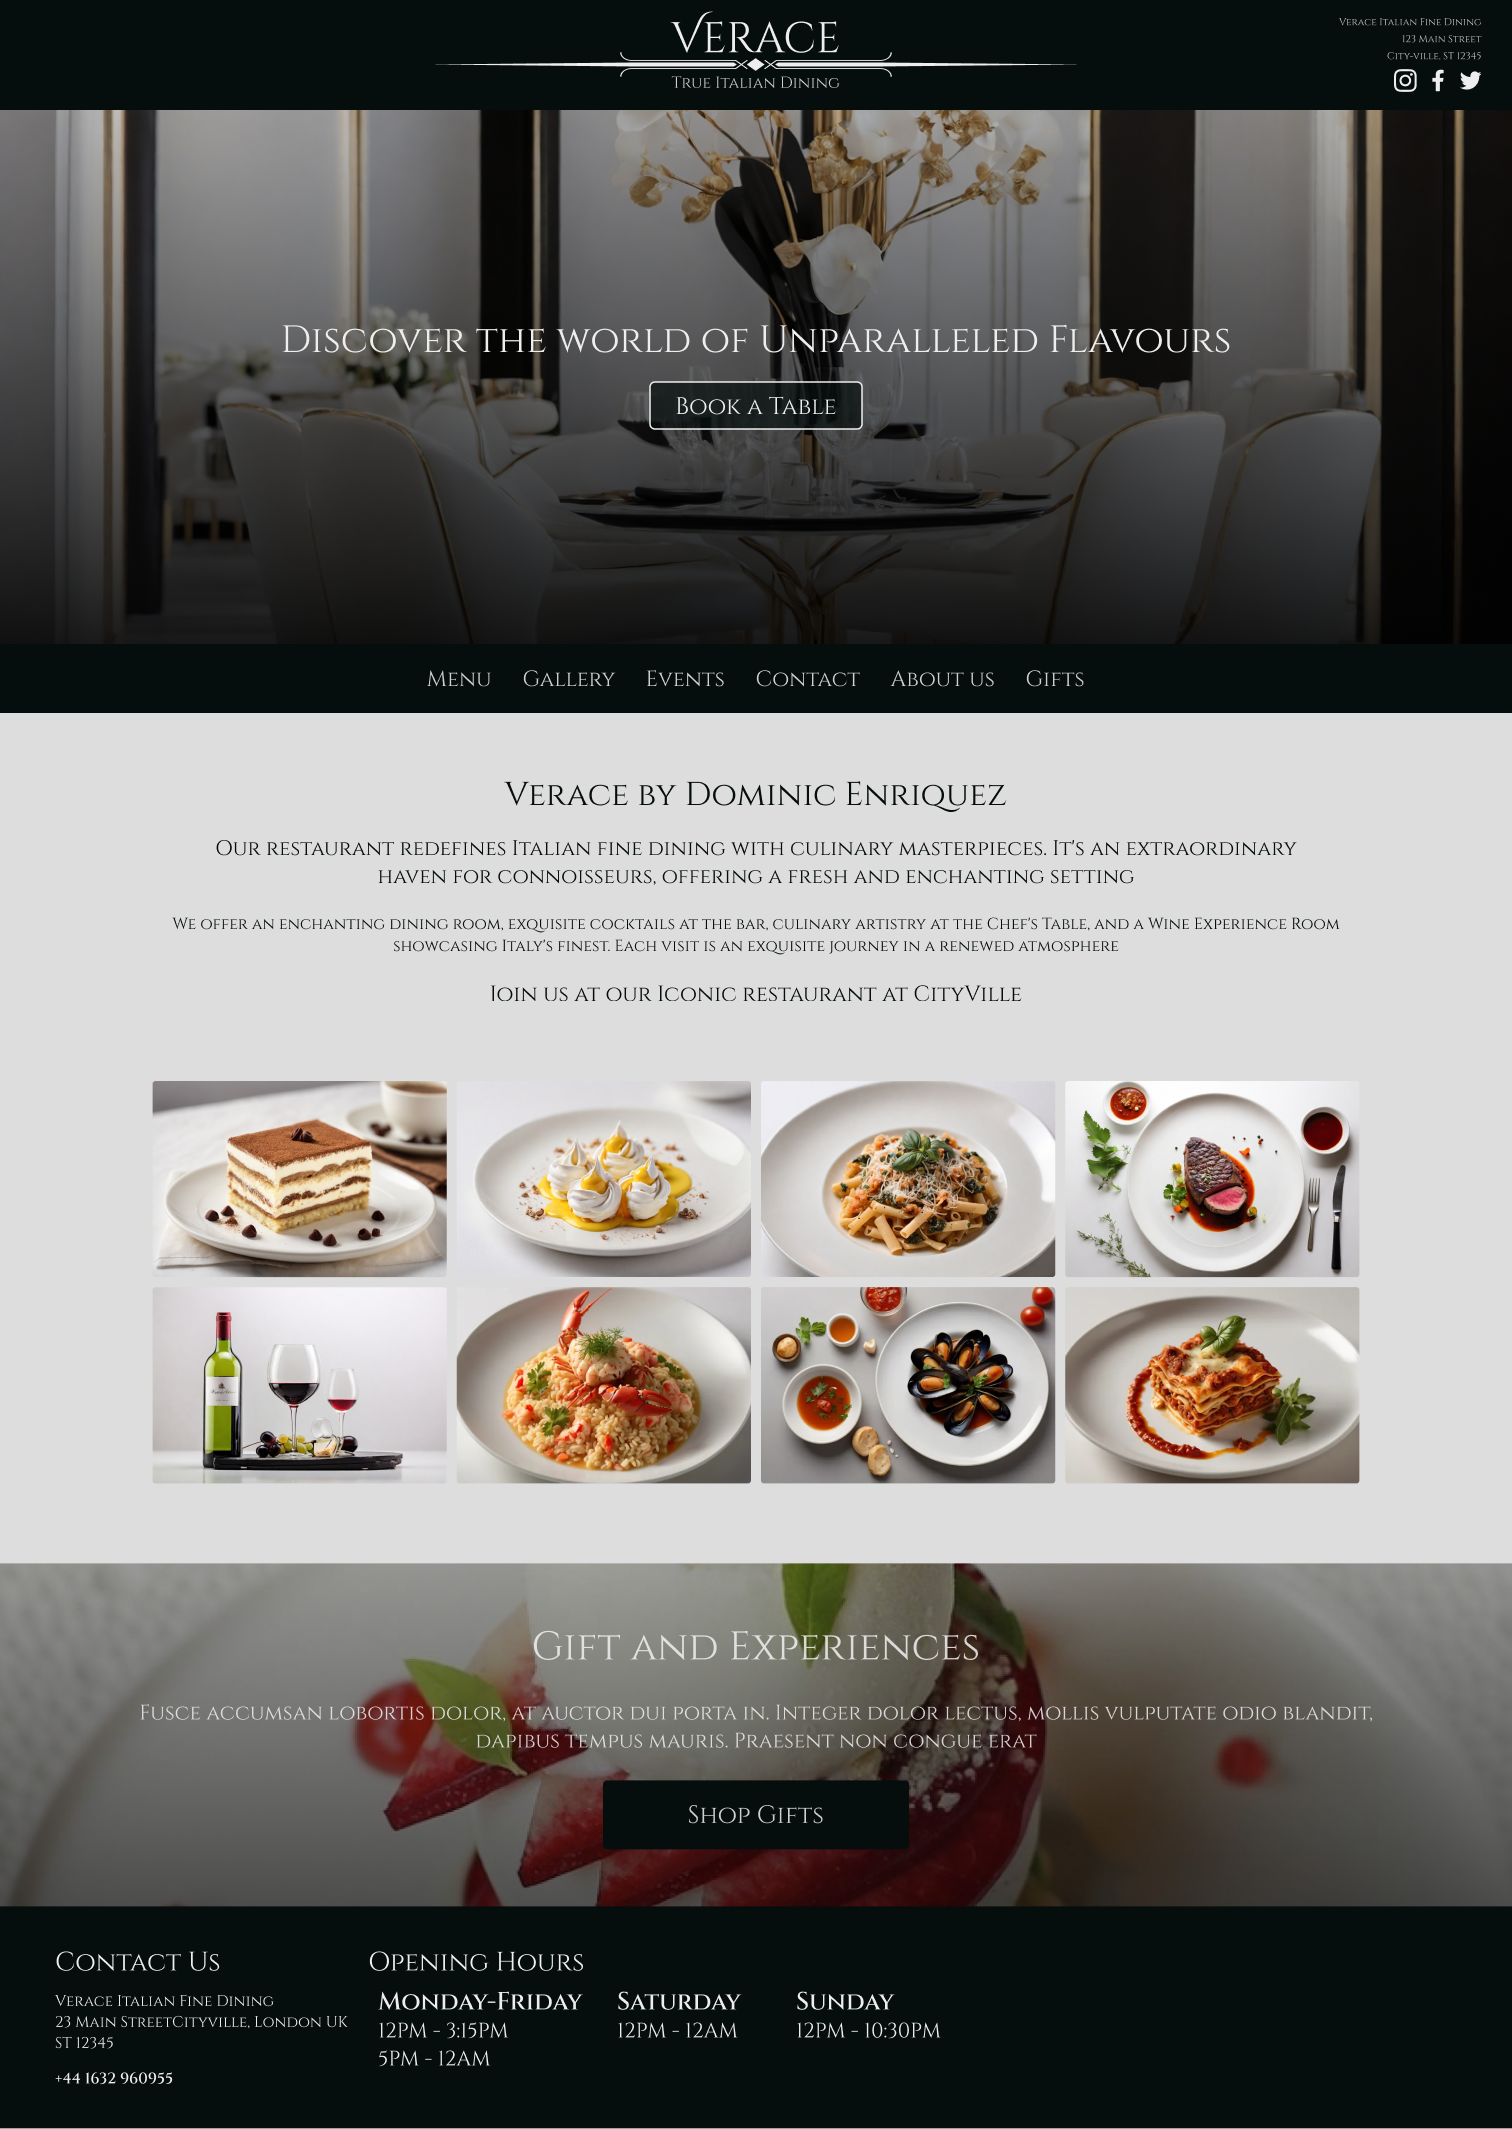 Verace
True Italian Dining
Verace Italian Fine Dining
123 Main Street
City-ville, ST 12345
Discover the world of Unparalleled Flavours
Book a Table
Menu Gallery Events Contact About us Gifts
Verace by Dominic Enriquez
Our restaurant redefines Italian fine dining with culinary masterpieces. It's an extraordinary
haven for connoisseurs, offering a fresh and enchanting setting
We offer an enchanting dining room, exquisite cocktails at the bar, culinary artistry at the Chef's Table, and a Wine Experience Room
showcasing Italy's finest. Each visit is an exquisite journey in a renewed atmosphere
Join us at our Iconic restaurant at CityVille
Gift and Experiences
Fusce accumsan lobortis dolor, at auctor dui porta in. Integer dolor lectus, mollis vulputate odio blandit,
dapibus tempus mauris. Praesent non congue erat
Shop Gifts
Contact Us
Verace Italian Fine Dining
23 Main StreetCityville, London UK
ST 12345
+44 1632 960955
Opening Hours
Monday-Friday
12PM - 3:15PM
5PM - 12AM
Saturday
12PM - 12AM
Sunday
12PM - 10:30PM